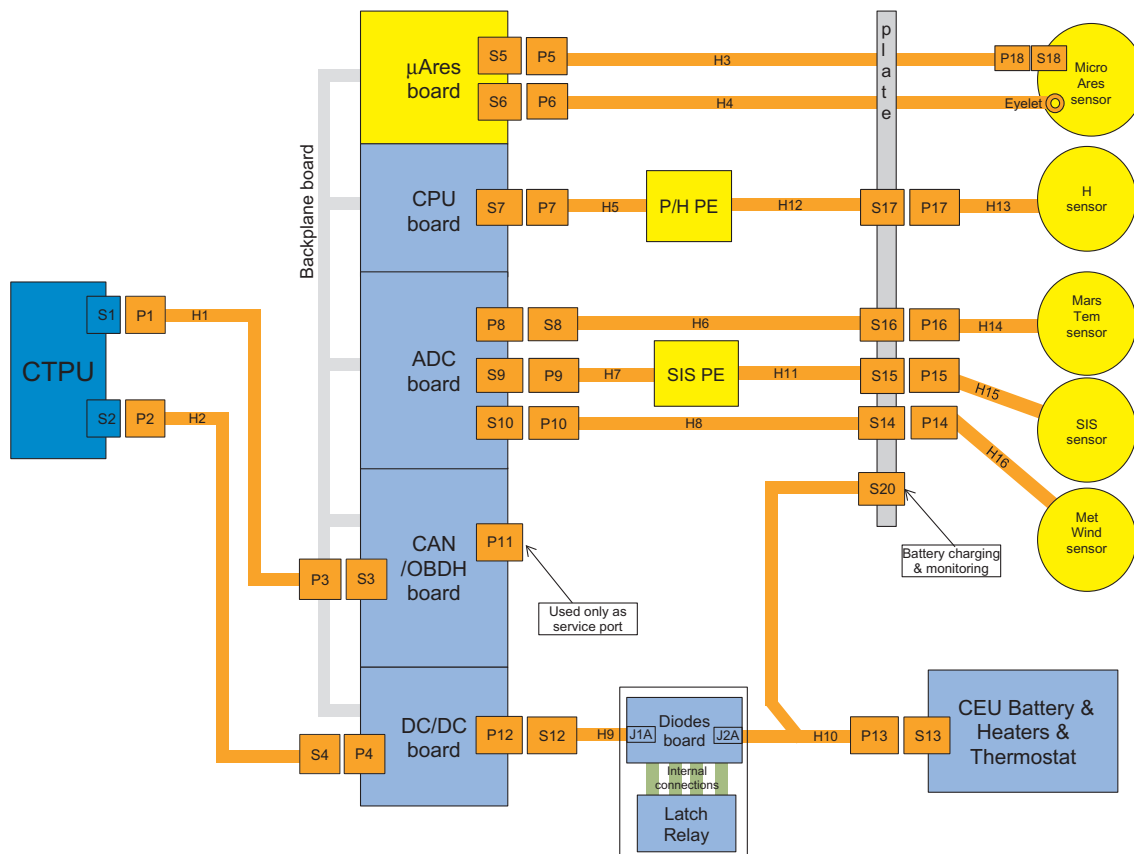 μAres
board
S5
P5
H3
plate
P18
S18
Micro
Ares
sensor
S6
P6
H4
Eyelet
Backplane board
CPU
board
S7
P7
H5
P/H PE
H12
S17
P17
H13
H
sensor
CTPU
S1
P1
H1
S2
P2
H2
ADC
board
P8
S8
H6
S16
P16
H14
Mars
Tem
sensor
S9
P9
H7
SIS PE
H11
S15
P15
H15
SIS
sensor
S10
P10
H8
S14
P14
H16
Met
Wind
sensor
S20
Battery charging
& monitoring
CAN
/OBDH
board
P11
Used only as
service port
P3
S3
DC/DC
board
S4
P4
P12
S12
H9
J1A
Diodes
board
J2A
H10
P13
S13
CEU Battery &
Heaters &
Thermostat
Internal
connections
Latch
Relay